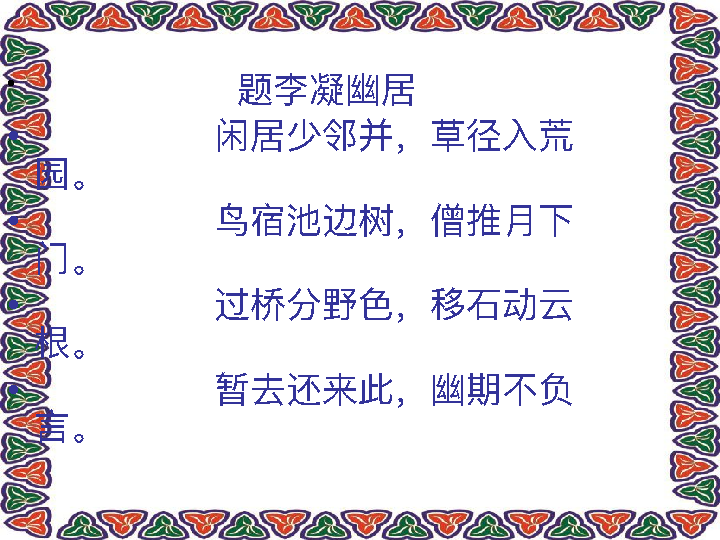 题李凝幽居
闲居少邻并，草径入荒
园。
鸟宿池边树，僧推月下
门。
过桥分野色，移石动云
根。
暂去还来此，幽期不负
言。